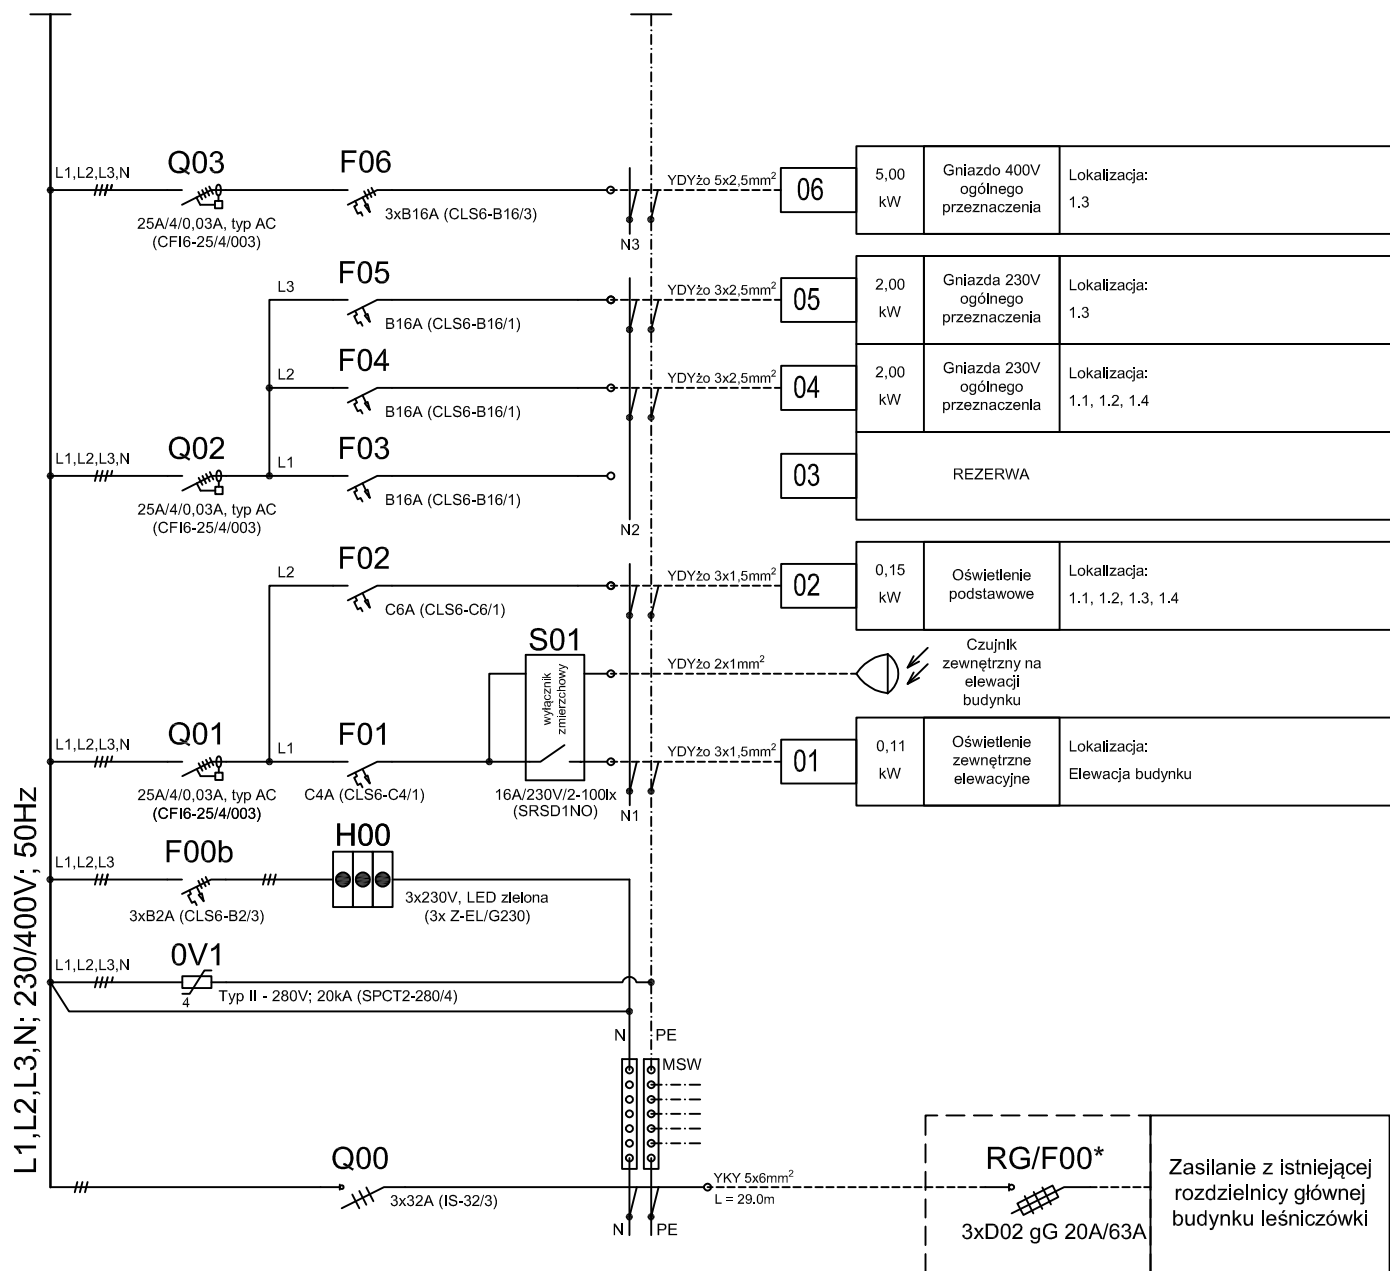 L1,L2,L3,N; 230/400V; 50Hz
L1,L2,L3,N
Q03
25A/4/0,03A, typ AC
(CFI6-25/4/003)
F06
3xB16A (CLS6-B16/3)
N3
YDYżo 5x2,5mm²
06
5,00
kW
Gniazdo 400V
ogólnego
przeznaczenia
Lokalizacja:
1.3
L3
F05
B16A (CLS6-B16/1)
YDYżo 3x2,5mm²
05
2,00
kW
Gniazda 230V
ogólnego
przeznaczenia
Lokalizacja:
1.3
L2
F04
B16A (CLS6-B16/1)
YDYżo 3x2,5mm²
04
2,00
kW
Gniazda 230V
ogólnego
przeznaczenia
Lokalizacja:
1.1, 1.2, 1.4
L1,L2,L3,N
Q02
25A/4/0,03A, typ AC
(CFI6-25/4/003)
L1
F03
B16A (CLS6-B16/1)
N2
03
REZERWA
L2
F02
C6A (CLS6-C6/1)
YDYżo 3x1,5mm²
02
0,15
kW
Oświetlenie
podstawowe
Lokalizacja:
1.1, 1.2, 1.3, 1.4
S01
wyłącznik
zmierzchowy
16A/230V/2-100lx
(SRSD1NO)
YDYżo 2x1mm²
Czujnik
zewnętrzny na
elewacji
budynku
L1,L2,L3,N
Q01
25A/4/0,03A, typ AC
(CFI6-25/4/003)
L1
F01
C4A (CLS6-C4/1)
N1
YDYżo 3x1,5mm²
01
0,11
kW
Oświetlenie
zewnętrzne
elewacyjne
Lokalizacja:
Elewacja budynku
L1,L2,L3
F00b
3xB2A (CLS6-B2/3)
H00
3x230V, LED zielona
(3x Z-EL/G230)
L1,L2,L3,N
0V1
4
Typ II - 280V; 20kA (SPCT2-280/4)
N
PE
MSW
Q00
3x32A (IS-32/3)
N
PE
YKY 5x6mm²
L = 29.0m
RG/F00*
3xD02 gG 20A/63A
Zasilanie z istniejącej
rozdzielnicy głównej
budynku leśniczówki